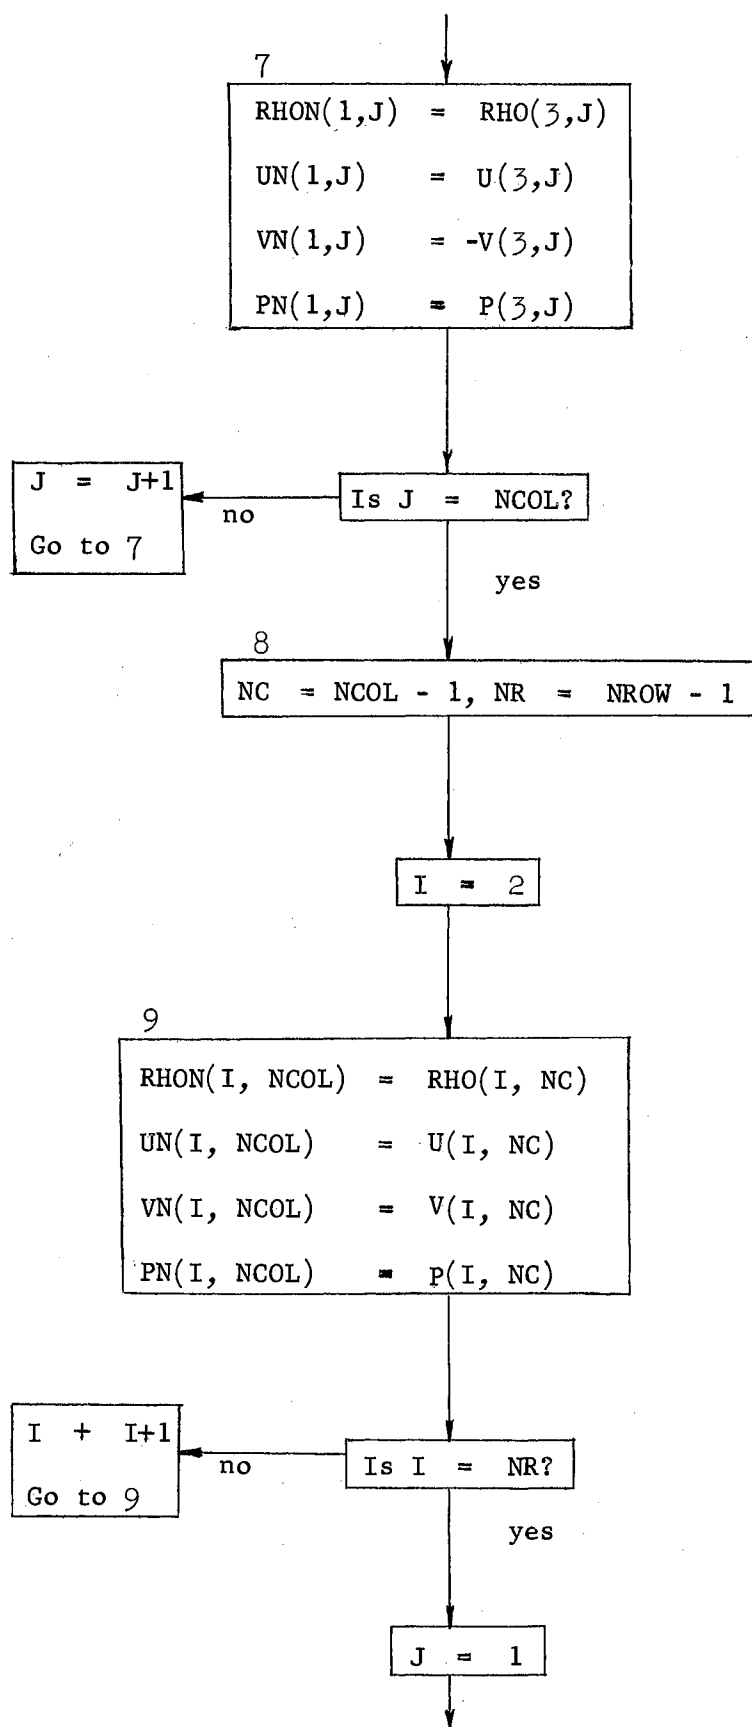 7
RHON(1,J) = RHO(3,J)
UN(1,J) = U(3,J)
VN(1,J) = -V(3,J)
PN(1,J) = P(3,J)
J = J+1
Go to 7
no
Is J = NCOL?
yes
8
NC = NCOL - 1, NR = NROW - 1
I = 2
9
RHON(I, NCOL) = RHO(I, NC)
UN(I, NCOL) = U(I, NC)
VN(I, NCOL) = V(I, NC)
PN(I, NCOL) = P(I, NC)
I + I+1
Go to 9
no
Is I = NR?
yes
J = 1